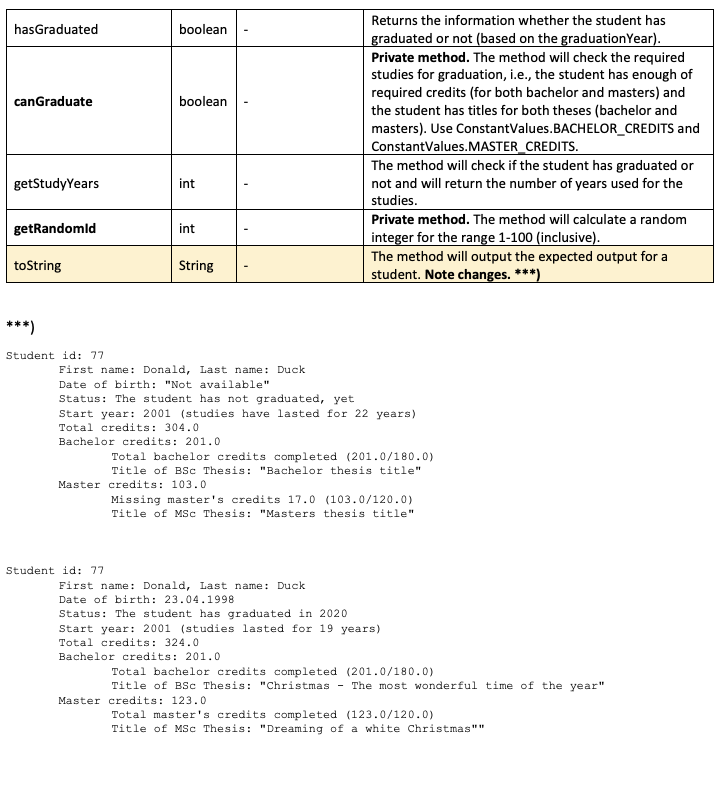 hasGraduated boolean - Returns the information whether the student has
graduated or not (based on the graduationYear).
canGraduate boolean - Private method. The method will check the required
studies for graduation, i.e., the student has enough of
required credits (for both bachelor and masters) and
the student has titles for both theses (bachelor and
masters). Use ConstantValues.BACHELOR_CREDITS and
ConstantValues.MASTER_CREDITS.
getStudyYears int - The method will check if the student has graduated or
not and will return the number of years used for the
studies.
getRandomId int - Private method. The method will calculate a random
integer for the range 1-100 (inclusive).
toString String - The method will output the expected output for a
student. Note changes. ***)
***)
Student id: 77
First name: Donald, Last name: Duck
Date of birth: "Not available"
Status: The student has not graduated, yet
Start year: 2001 (studies have lasted for 22 years)
Total credits: 304.0
Bachelor credits: 201.0
Total bachelor credits completed (201.0/180.0)
Title of BSc Thesis: "Bachelor thesis title"
Master credits: 103.0
Missing master's credits 17.0 (103.0/120.0)
Title of MSc Thesis: "Masters thesis title"
Student id: 77
First name: Donald, Last name: Duck
Date of birth: 23.04.1998
Status: The student has graduated in 2020
Start year: 2001 (studies lasted for 19 years)
Total credits: 324.0
Bachelor credits: 201.0
Total bachelor credits completed (201.0/180.0)
Title of BSc Thesis: "Christmas - The most wonderful time of the year"
Master credits: 123.0
Total master's credits completed (123.0/120.0)
Title of MSc Thesis: "Dreaming of a white Christmas""